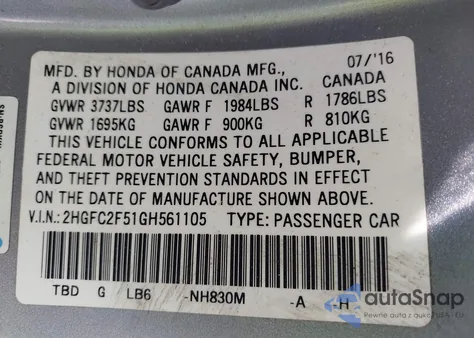 07/'16
MFD. BY HONDA OF CANADA MFG.,
A DIVISION OF HONDA CANADA INC. CANADA
GVWR 3737LBS GAWR F 1984LBS R 1786LBS
GVWR 1695KG GAWR F 900KG R 810KG
THIS VEHICLE CONFORMS TO ALL APPLICABLE
FEDERAL MOTOR VEHICLE SAFETY, BUMPER,
AND THEFT PREVENTION STANDARDS IN EFFECT
ON THE DATE OF MANUFACTURE SHOWN ABOVE.
V.I.N.: 2HGFC2F51GH561105 TYPE: PASSENGER CAR
TBD G LB6 -NH830M -A -H
autoSnap